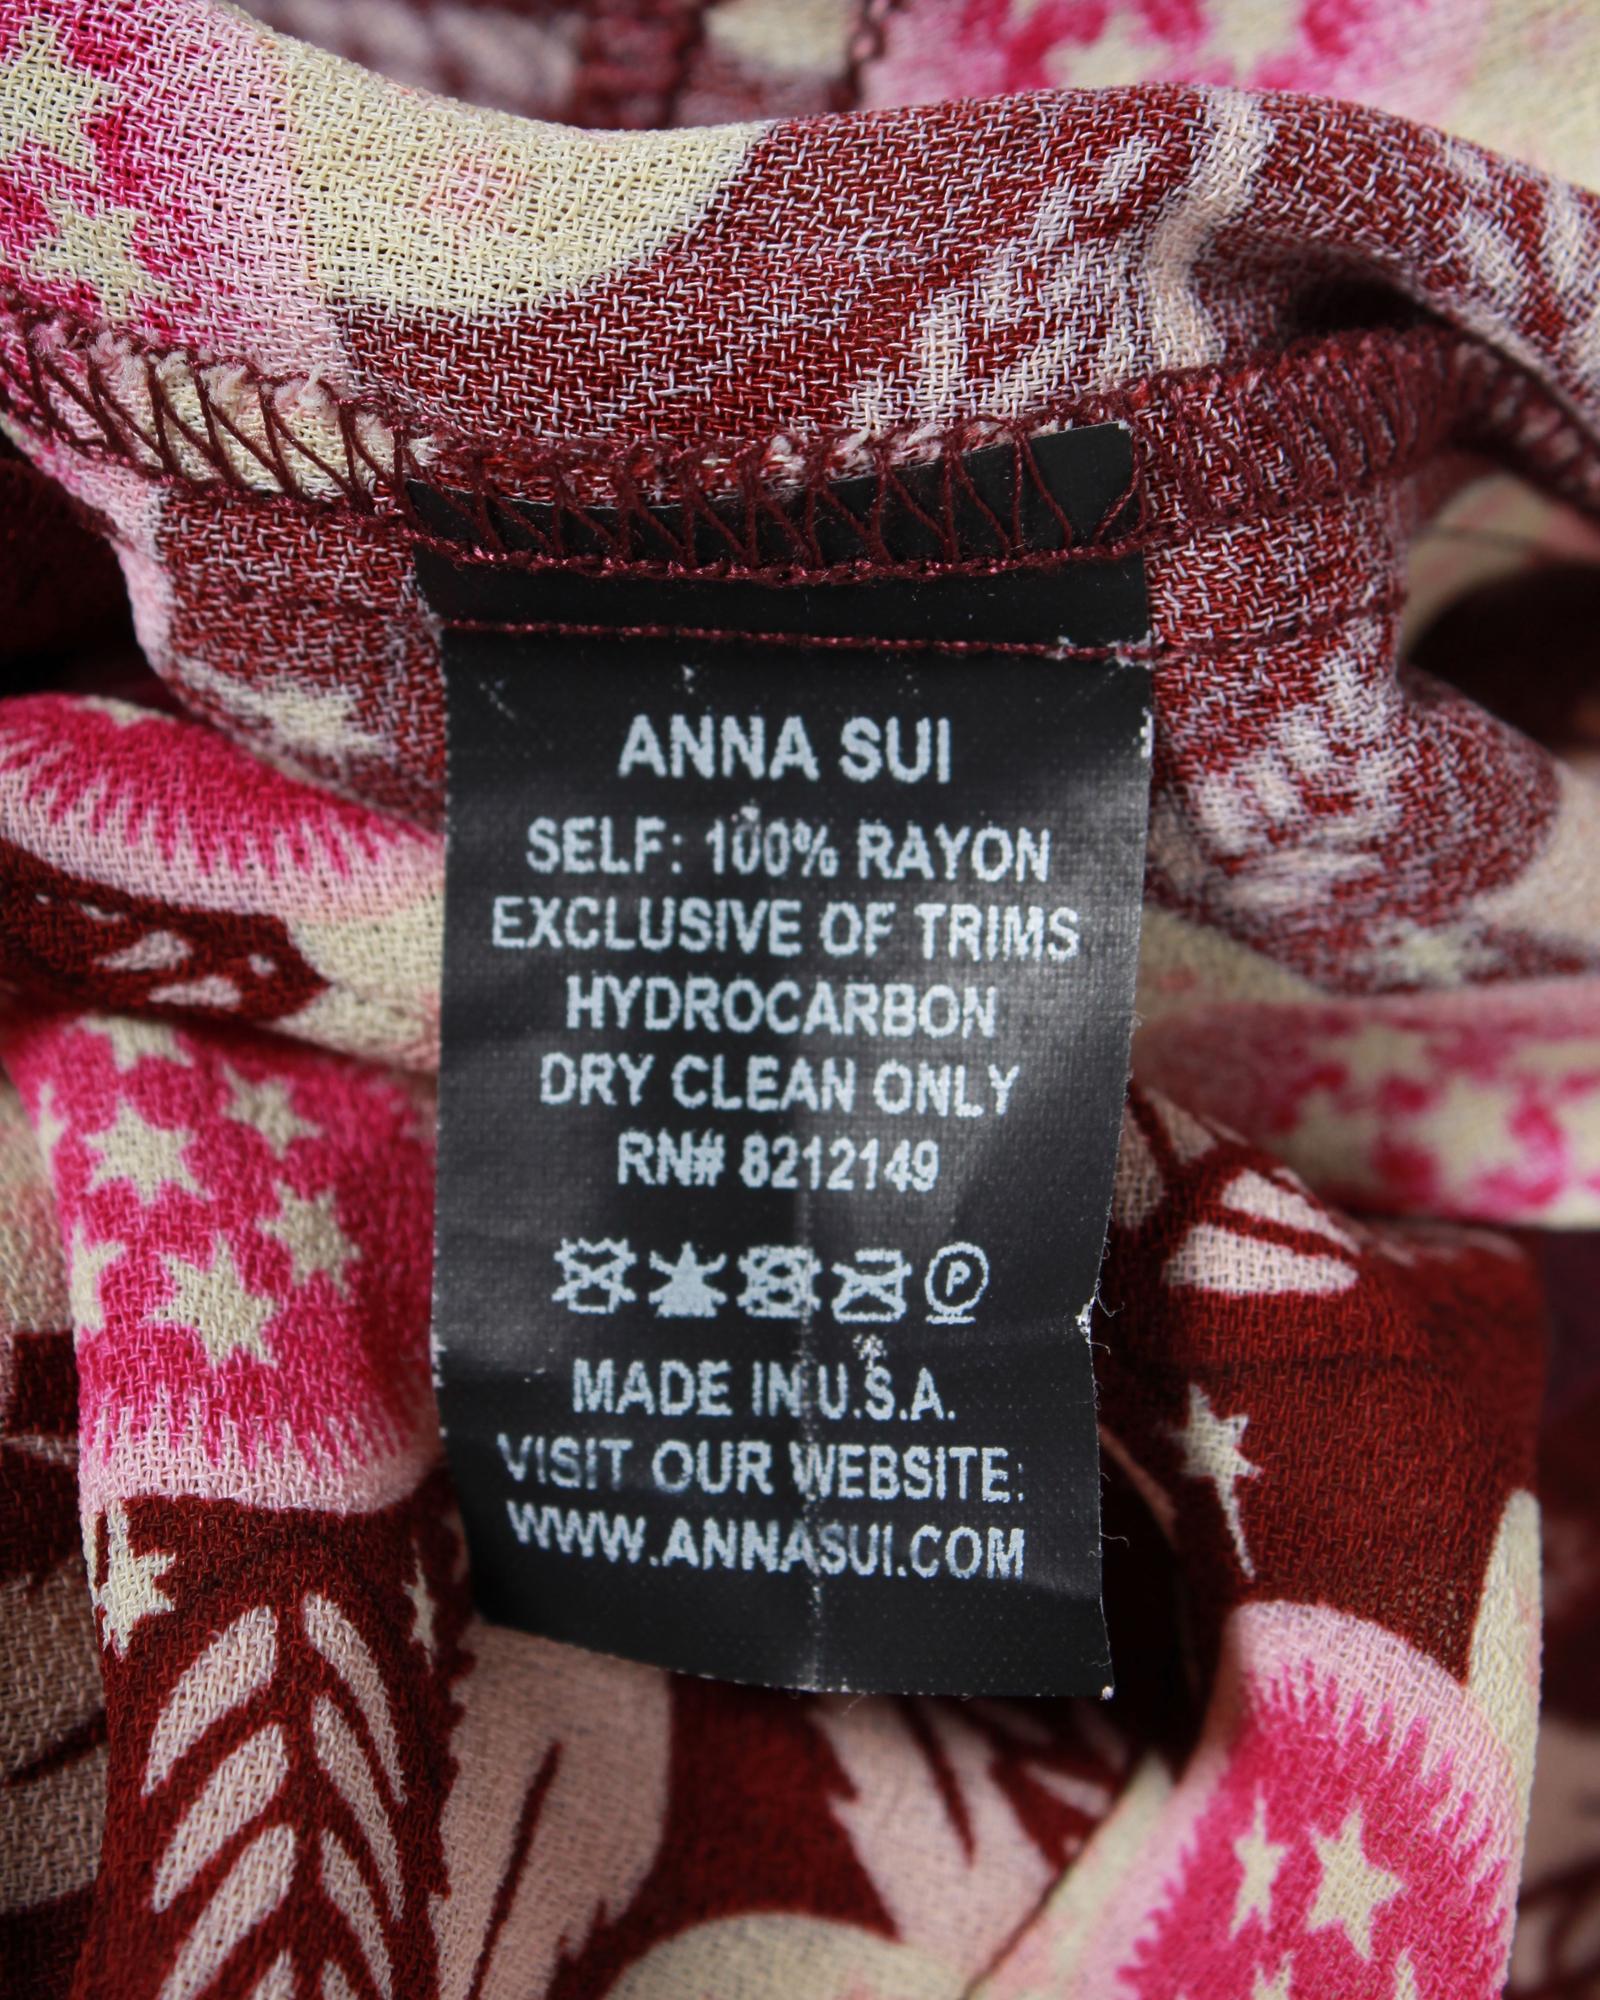 ANNA SUI
SELF: 100% RAYON
EXCLUSIVE OF TRIMS
HYDROCARBON
DRY CLEAN ONLY
RN# 8212149
P
MADE IN U.S.A.
VISIT OUR WEBSITE:
WWW.ANNASUI.COM